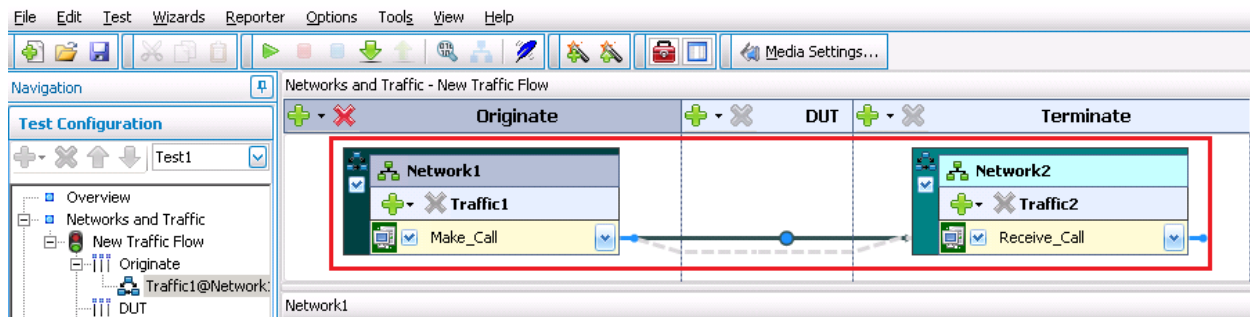 File Edit Test Wizards Reporter Options Tools View Help
Media Settings...
Navigation
Networks and Traffic - New Traffic Flow
Test Configuration
Originate DUT Terminate
Test1
Network1 Network2
Traffic1 Traffic2
Make_Call Receive_Call
Overview
Networks and Traffic
New Traffic Flow
Originate
Traffic1@Network
DUT
Network1